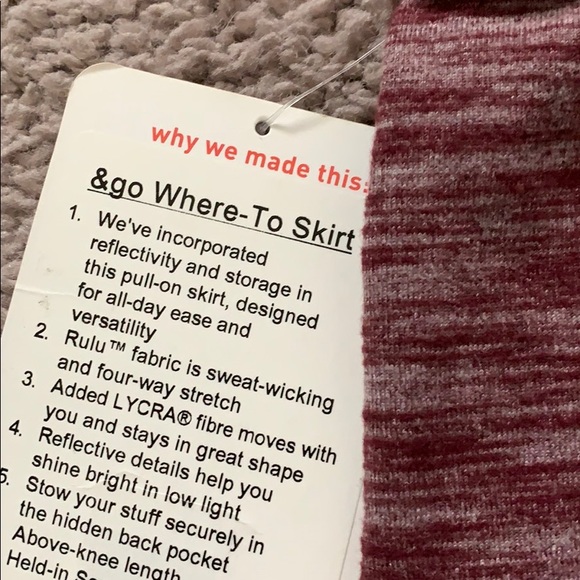 why we made this:
&go Where-To Skirt
1. We've incorporated
reflectivity and storage in
this pull-on skirt, designed
for all-day ease and
versatility
2. Rulu™ fabric is sweat-wicking
and four-way stretch
3. Added LYCRA® fibre moves with
you and stays in great shape
4. Reflective details help you
shine bright in low light
5. Stow your stuff securely in
the hidden back pocket
Above-knee length
Held-in